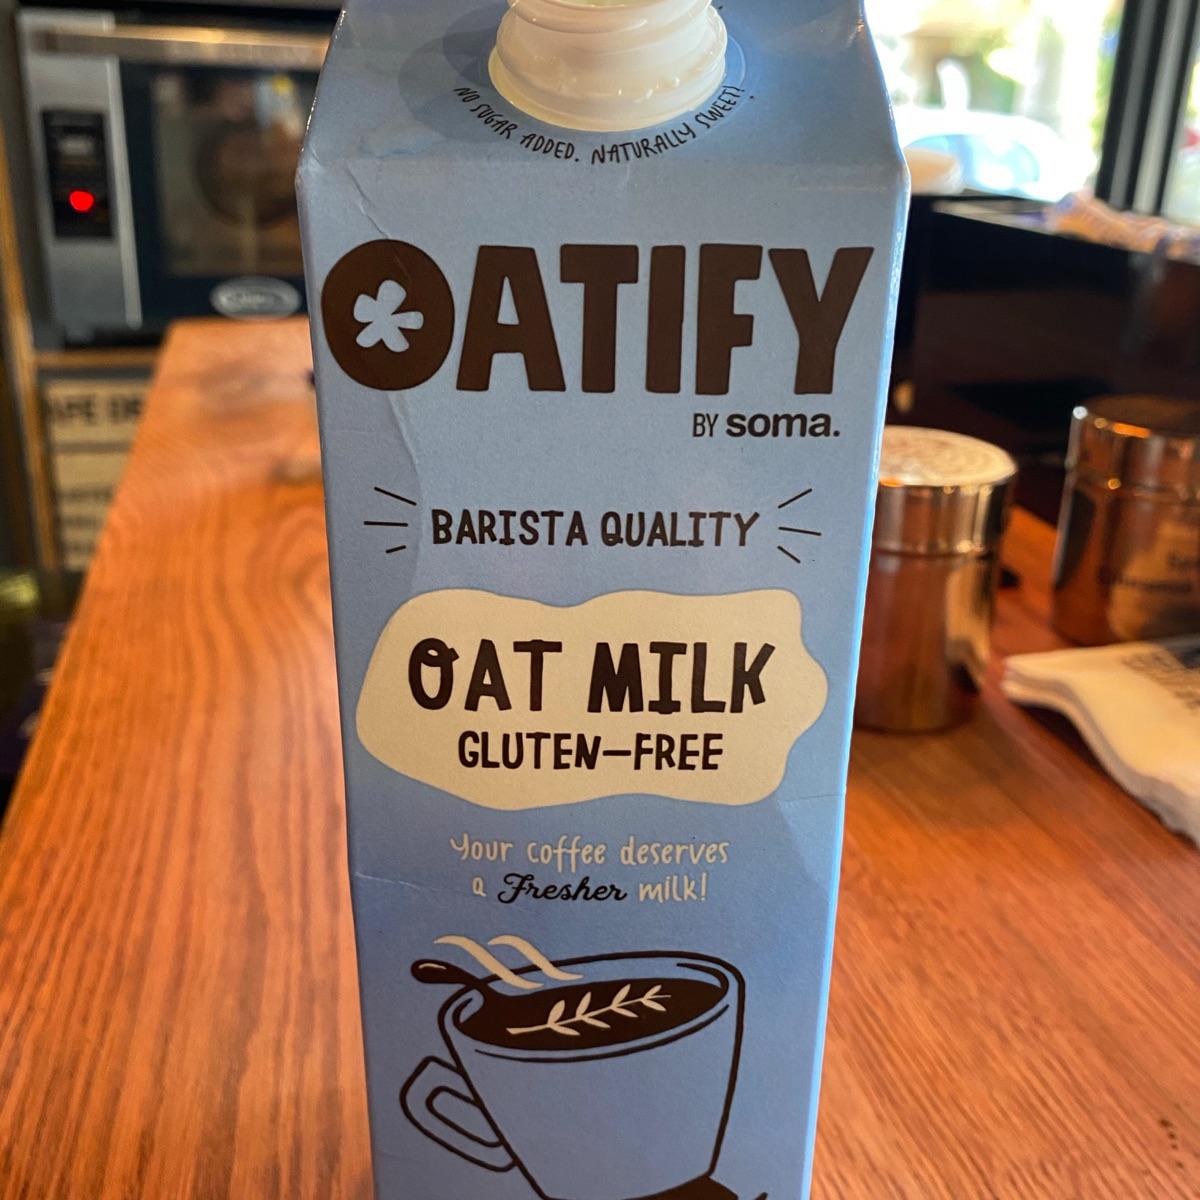 NO SUGAR ADDED. NATURALLY SWEET!
OATIFY
BY soma.
BARISTA QUALITY
OAT MILK
GLUTEN-FREE
Your coffee deserves
a Fresher milk!